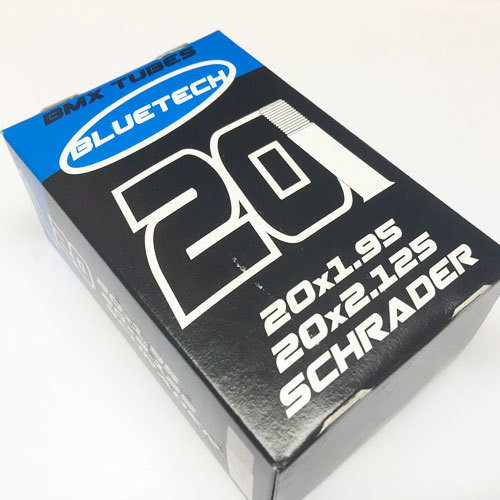 BMX TUBES
BLUETECH
20
20x1.95
20x2.125
SCHRADER